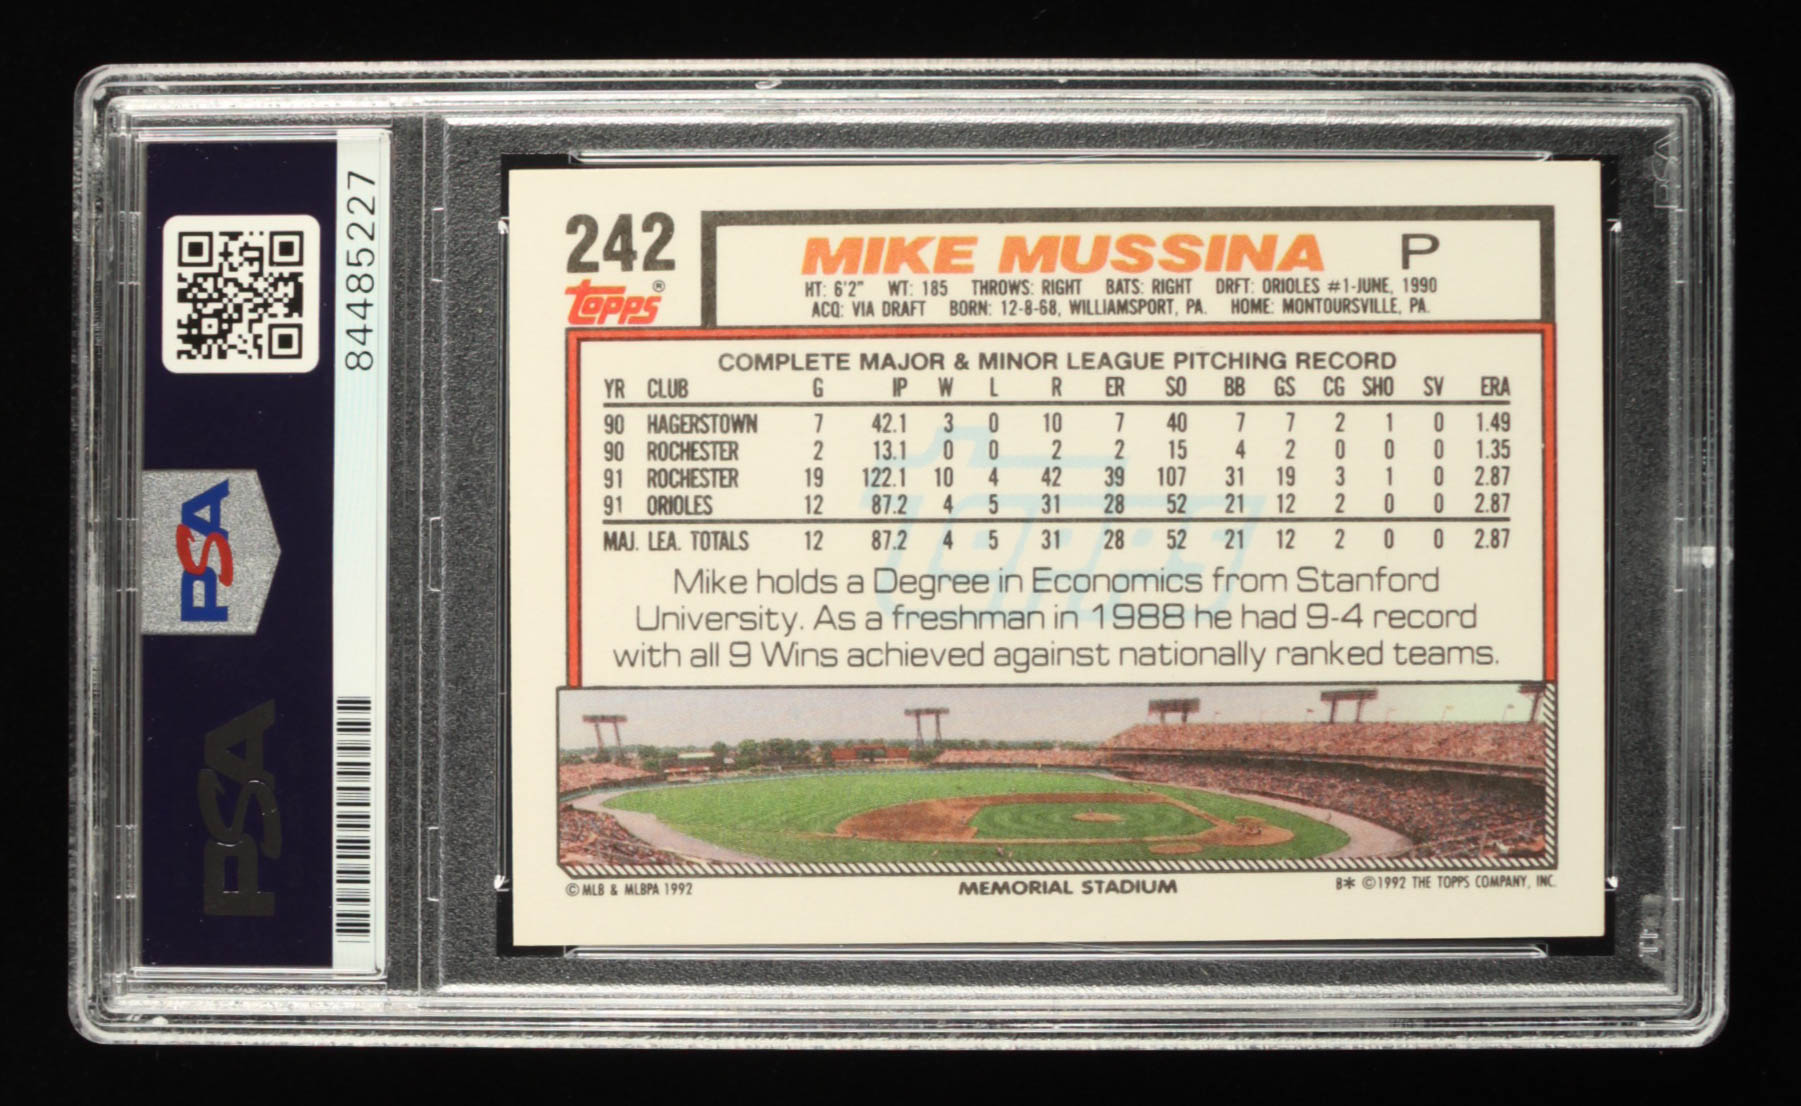 84485227
PSA
PSA
242
topps®
MIKE MUSSINA P
HT: 6'2" WT: 185 THROWS: RIGHT BATS: RIGHT DRFT: ORIOLES #1-JUNE, 1990
ACQ: VIA DRAFT BORN: 12-8-68, WILLIAMSPORT, PA. HOME: MONTOURSVILLE, PA.
COMPLETE MAJOR & MINOR LEAGUE PITCHING RECORD
YR CLUB G IP W L R ER SO BB GS CG SHO SV ERA
90 HAGERSTOWN 7 42.1 3 0 10 7 40 7 7 2 1 0 1.49
90 ROCHESTER 2 13.1 0 0 2 2 15 4 2 0 0 0 1.35
91 ROCHESTER 19 122.1 10 4 42 39 107 31 19 3 1 0 2.87
91 ORIOLES 12 87.2 4 5 31 28 52 21 12 2 0 0 2.87
MAJ. LEA. TOTALS 12 87.2 4 5 31 28 52 21 12 2 0 0 2.87
topps
Mike holds a Degree in Economics from Stanford
University. As a freshman in 1988 he had 9-4 record
with all 9 Wins achieved against nationally ranked teams.
© MLB & MLBPA 1992
MEMORIAL STADIUM
B* ©1992 THE TOPPS COMPANY, INC.
PSA